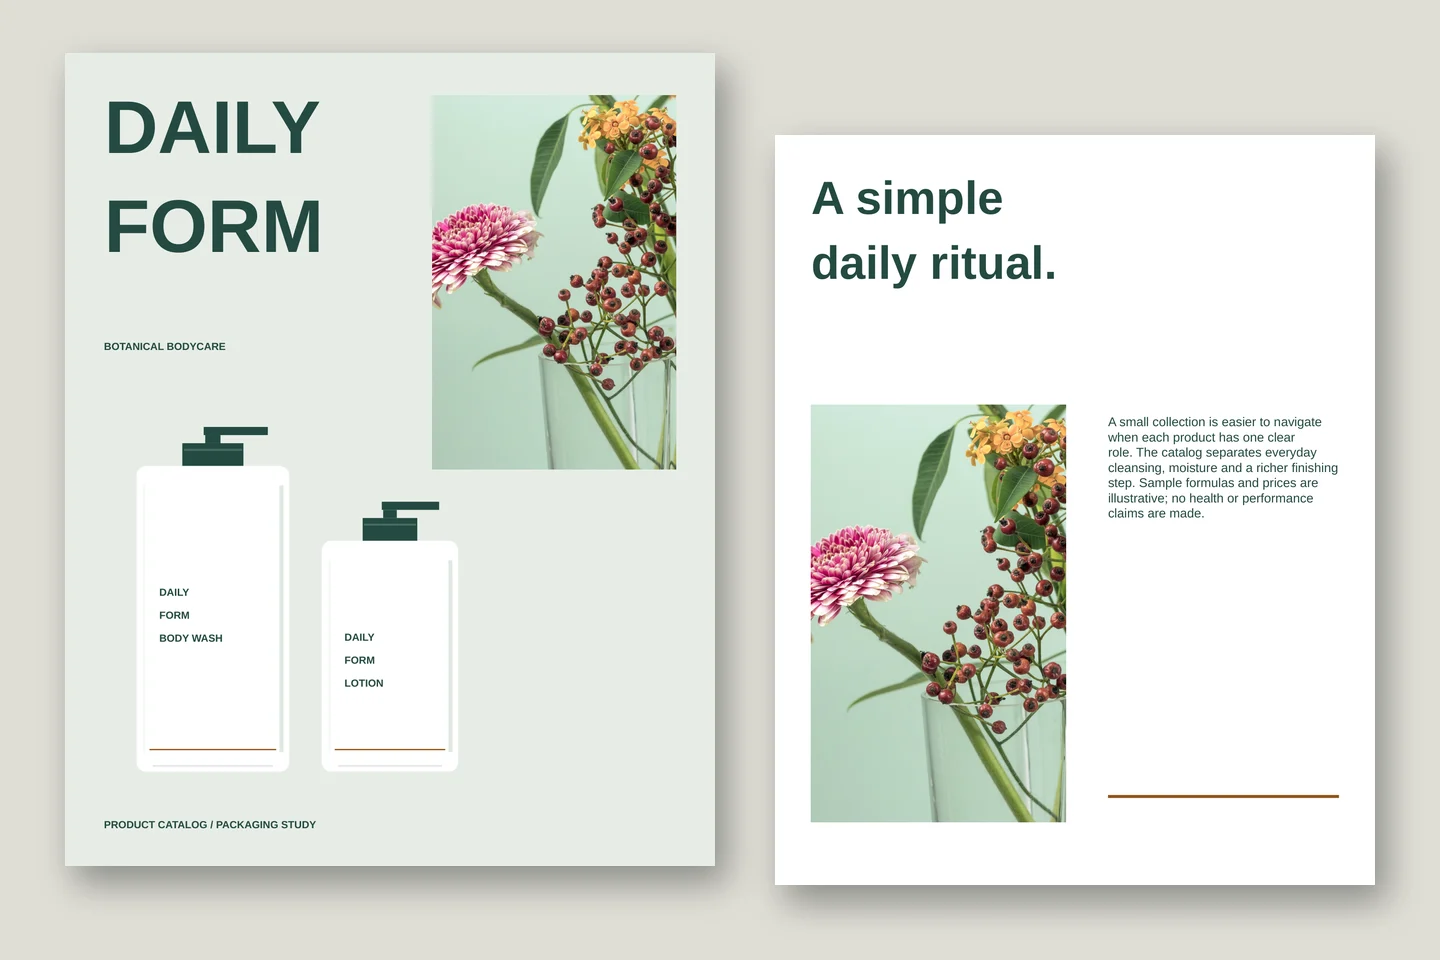 DAILY
FORM
BOTANICAL BODYCARE
DAILY
FORM
BODY WASH
DAILY
FORM
LOTION
PRODUCT CATALOG / PACKAGING STUDY
A simple
daily ritual.
A small collection is easier to navigate
when each product has one clear
role. The catalog separates everyday
cleansing, moisture and a richer finishing
step. Sample formulas and prices are
illustrative; no health or performance
claims are made.